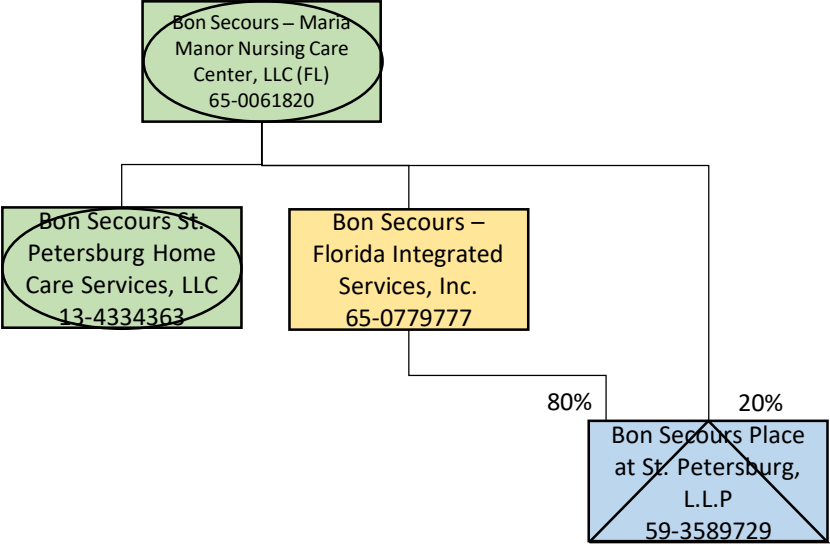 Bon Secours – Maria
Manor Nursing Care
Center, LLC (FL)
65-0061820
Bon Secours St.
Petersburg Home
Care Services, LLC
13-4334363
Bon Secours –
Florida Integrated
Services, Inc.
65-0779777
80%
20%
Bon Secours Place
at St. Petersburg,
L.L.P
59-3589729